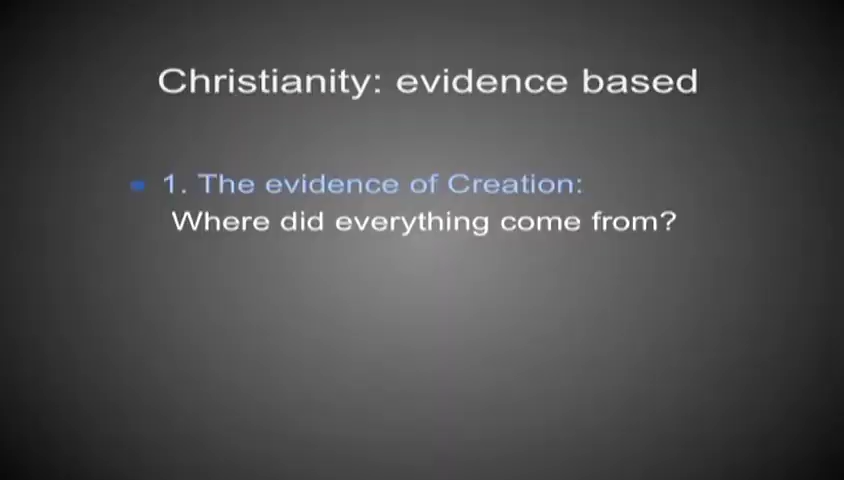 Christianity: evidence based
1. The evidence of Creation:
Where did everything come from?